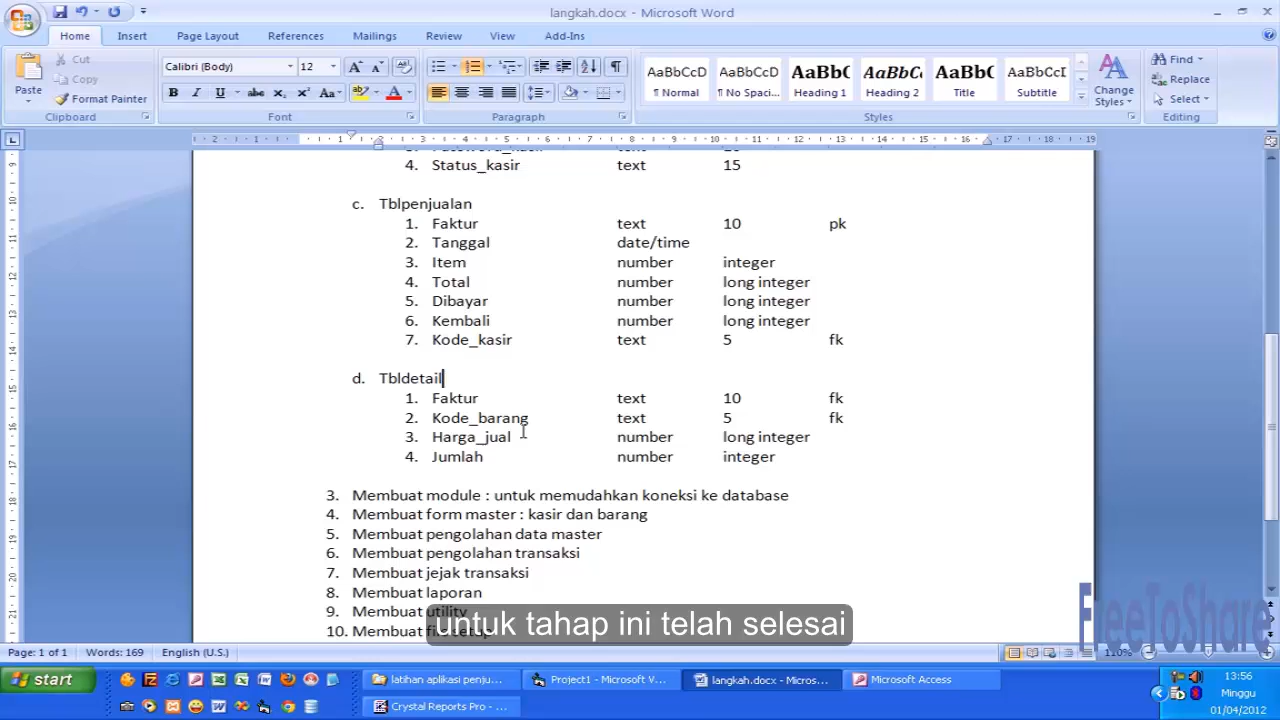 langkah.docx - Microsoft Word
Home Insert Page Layout References Mailings Review View Add-Ins
Cut
Copy
Format Painter
Paste
Clipboard
Calibri (Body) 12
Font
Paragraph
AaBbCcD AaBbCcD AaBbC AaBbCc AaBbC AaBbCcI
¶ Normal ¶ No Spaci... Heading 1 Heading 2 Title Subtitle
Change Styles
Styles
Find
Replace
Select
Editing
4. Status_kasir text 15
c. Tblpenjualan
1. Faktur text 10 pk
2. Tanggal date/time
3. Item number integer
4. Total number long integer
5. Dibayar number long integer
6. Kembali number long integer
7. Kode_kasir text 5 fk
d. Tbldetail
1. Faktur text 10 fk
2. Kode_barang text 5 fk
3. Harga_jual number long integer
4. Jumlah number integer
3. Membuat module : untuk memudahkan koneksi ke database
4. Membuat form master : kasir dan barang
5. Membuat pengolahan data master
6. Membuat pengolahan transaksi
7. Membuat jejak transaksi
8. Membuat laporan
9. Membuat utility
10. Membuat
untuk tahap ini telah selesai
FreeToShare
Page: 1 of 1 Words: 169 English (U.S.) 110%
start latihan aplikasi penju... Project1 - Microsoft V... langkah.docx - Micros... Microsoft Access
Crystal Reports Pro - ...
13:56
Minggu
01/04/2012